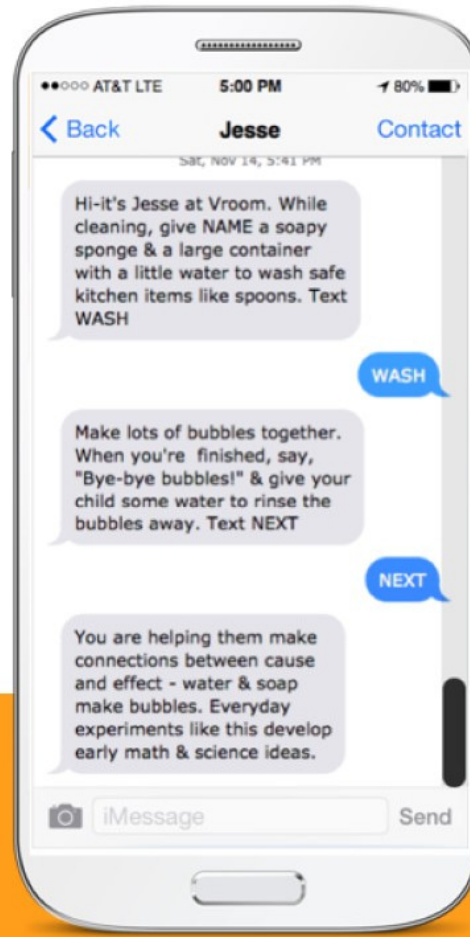 AT&T LTE 5:00 PM 80%
Back Jesse Contact
Sat, Nov 14, 5:41 PM
Hi-it's Jesse at Vroom. While
cleaning, give NAME a soapy
sponge & a large container
with a little water to wash safe
kitchen items like spoons. Text
WASH
WASH
Make lots of bubbles together.
When you're finished, say,
"Bye-bye bubbles!" & give your
child some water to rinse the
bubbles away. Text NEXT
NEXT
You are helping them make
connections between cause
and effect - water & soap
make bubbles. Everyday
experiments like this develop
early math & science ideas.
iMessage Send